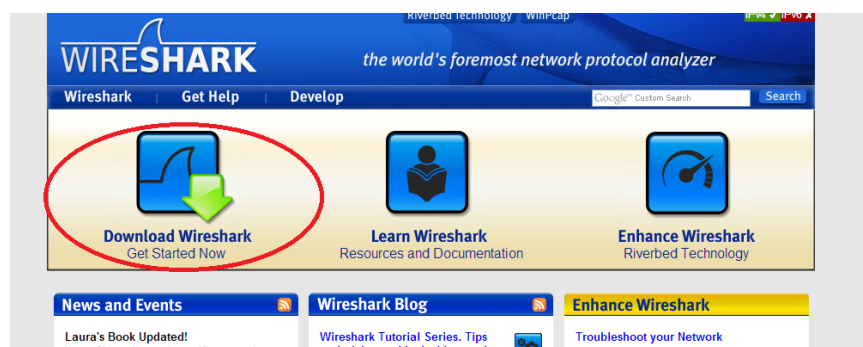 Riverbed Technology WinPcap IPv4 ✔ IPv6 ✘
WIRESHARK the world's foremost network protocol analyzer
Wireshark Get Help Develop Google™ Custom Search Search
Download Wireshark Learn Wireshark Enhance Wireshark
Get Started Now Resources and Documentation Riverbed Technology
News and Events Wireshark Blog Enhance Wireshark
Laura's Book Updated! Wireshark Tutorial Series. Tips Troubleshoot your Network